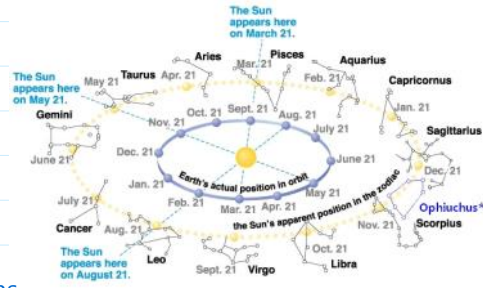 The Sun
appears here
on March 21.
Aries
Pisces
Aquarius
Mar. 21
The Sun
appears here
on May 21.
May 21
Taurus
Apr. 21
Feb. 21
Capricornus
Gemini
Nov. 21
Oct. 21
Sept. 21
Aug. 21
Jan. 21
July 21
Sagittarius
June 21
Dec. 21
June 21
Dec. 21
Jan. 21
Earth's actual position in orbit
May 21
July 21
Feb. 21
Mar. 21
Apr. 21
the Sun's apparent position in the zodiac
Ophiuchus*
Cancer
Aug. 21
Nov. 21
Scorpius
The Sun
appears here
on August 21.
Leo
Sept. 21
Virgo
Oct. 21
Libra